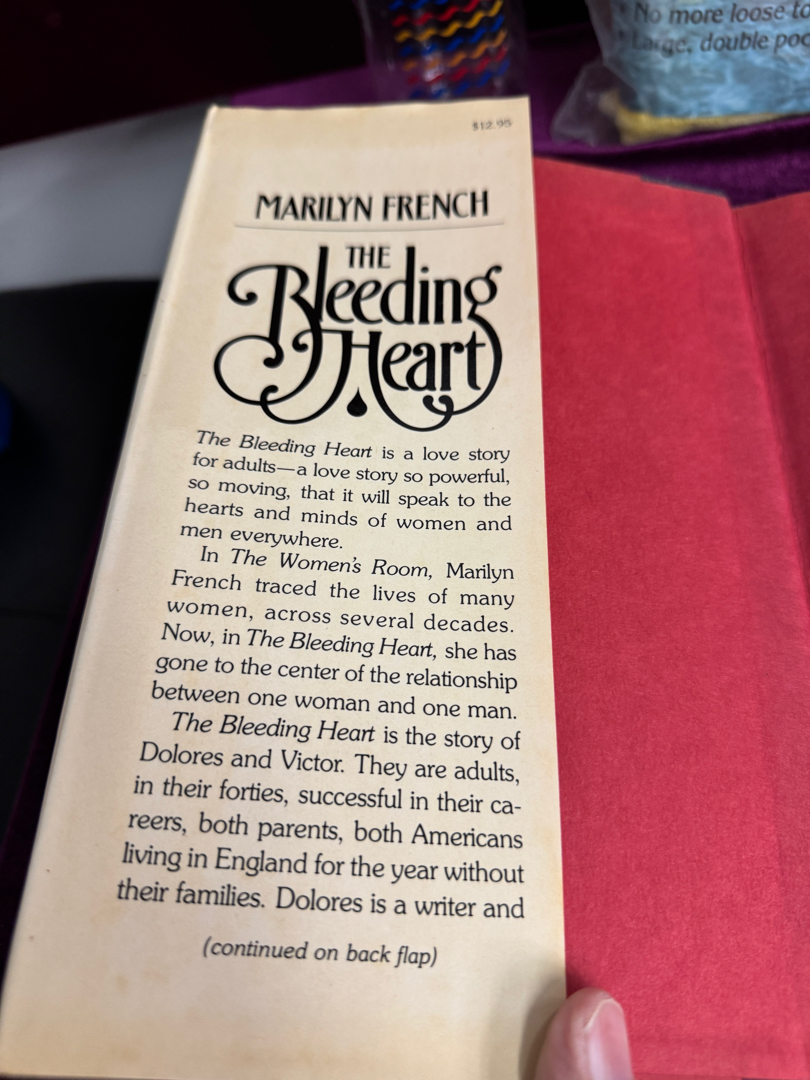 No more loose to
Large, double poc
$12.95
MARILYN FRENCH
THE
Bleeding
Heart
The Bleeding Heart is a love story
for adults—a love story so powerful,
so moving, that it will speak to the
hearts and minds of women and
men everywhere.
In The Women's Room, Marilyn
French traced the lives of many
women, across several decades.
Now, in The Bleeding Heart, she has
gone to the center of the relationship
between one woman and one man.
The Bleeding Heart is the story of
Dolores and Victor. They are adults,
in their forties, successful in their ca-
reers, both parents, both Americans
living in England for the year without
their families. Dolores is a writer and
(continued on back flap)